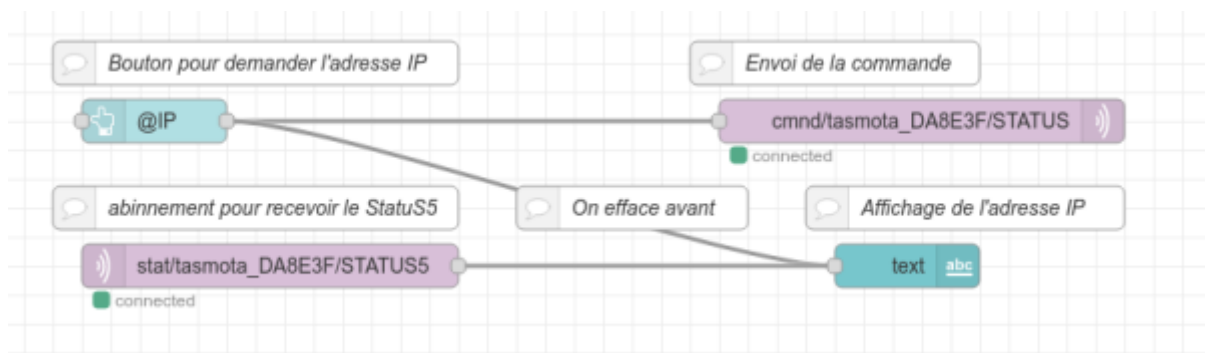 Bouton pour demander l'adresse IP
Envoi de la commande
@IP
cmnd/tasmota_DA8E3F/STATUS
connected
abinnement pour recevoir le StatuS5
On efface avant
Affichage de l'adresse IP
stat/tasmota_DA8E3F/STATUS5
text
abc
connected